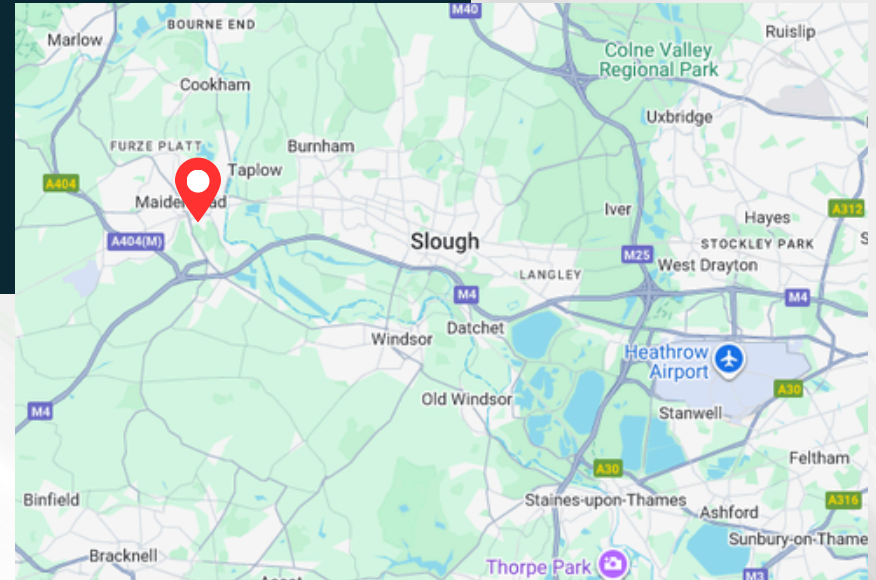 M40
BOURNE END
Marlow
Ruislip
Colne Valley
Regional Park
Cookham
Uxbridge
FURZE PLATT
Burnham
Taplow
A404
Iver
A312
Hayes
A404(M)
Slough
STOCKLEY PARK
M25
West Drayton
LANGLEY
M4
M4
Datchet
Windsor
Heathrow
Airport
A30
Old Windsor
M4
Stanwell
Feltham
A30
Binfield
Staines-upon-Thames
A316
Ashford
Sunbury-on-Thame
Bracknell
Thorpe Park
M3